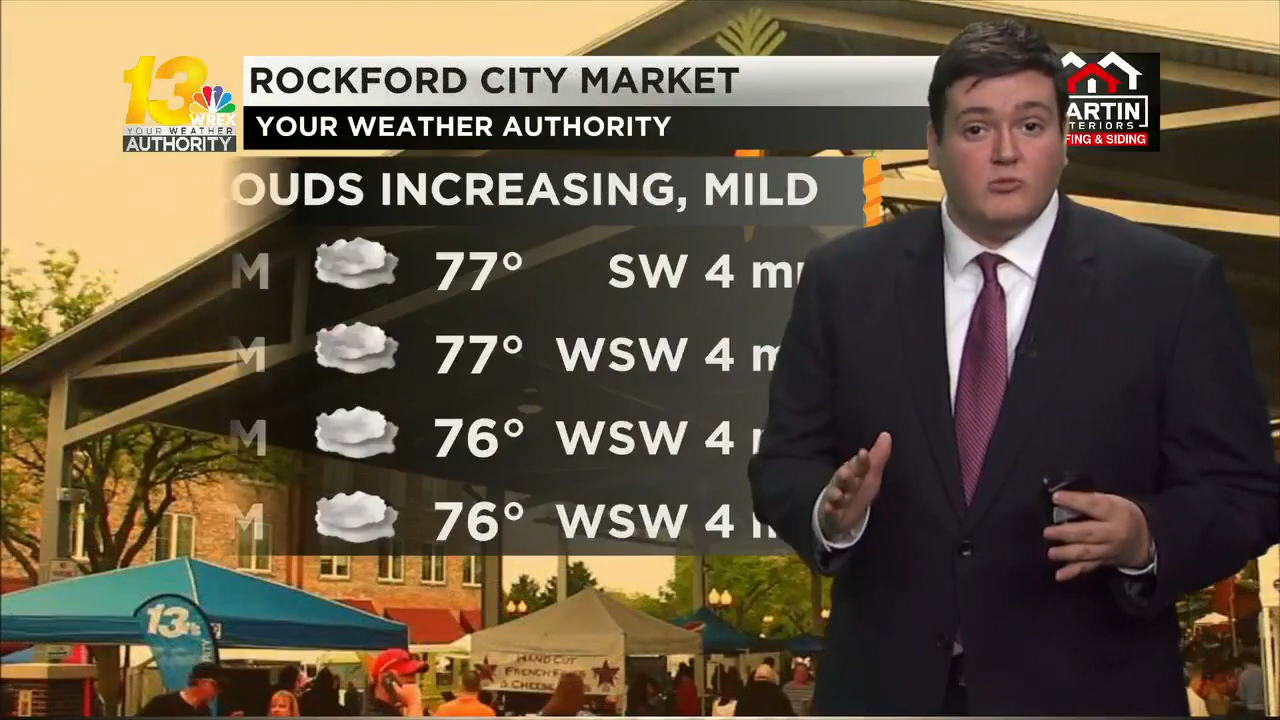 13
WREX
YOUR WEATHER
AUTHORITY
ROCKFORD CITY MARKET
YOUR WEATHER AUTHORITY
ARTIN
TERIORS
FING & SIDING
OUDS INCREASING, MILD
M 77° SW 4 m
M 77° WSW 4 m
M 76° WSW 4
M 76° WSW 4
13
HAND CUT
FRENCH FRIES
& CHEESE